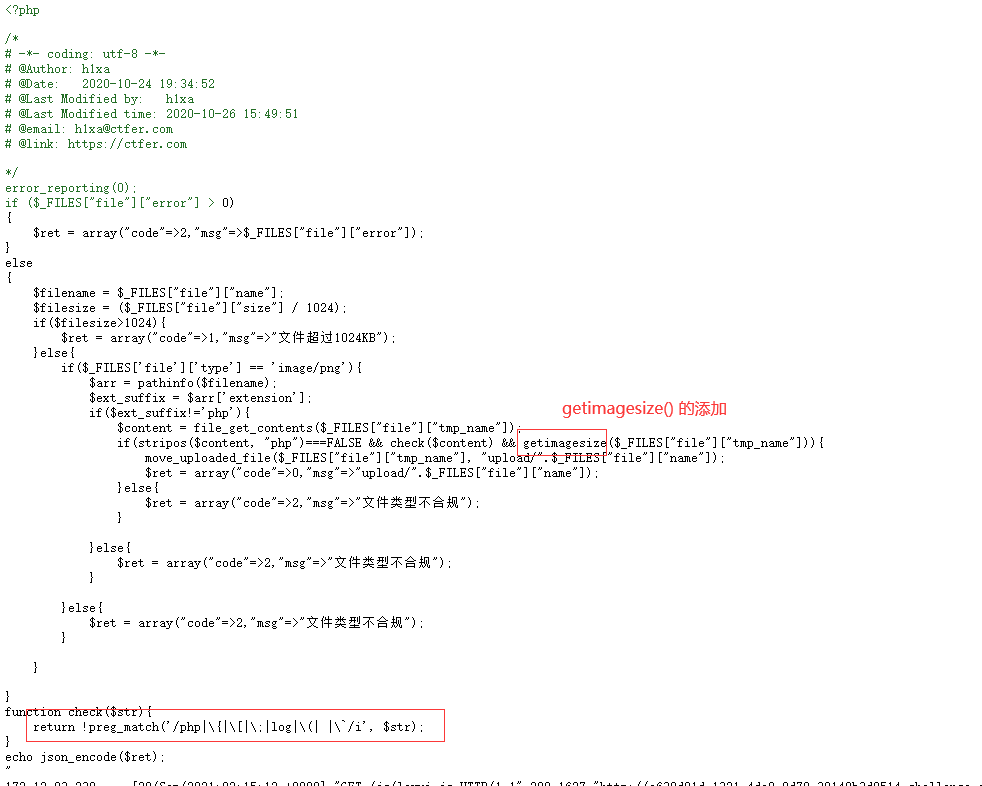 <?php
/*
# -*- coding: utf-8 -*-
# @Author: h1xa
# @Date:   2020-10-24 19:34:52
# @Last Modified by:   h1xa
# @Last Modified time: 2020-10-26 15:49:51
# @email: h1xa@ctfer.com
# @link: https://ctfer.com
*/
error_reporting(0);
if ($_FILES["file"]["error"] > 0)
{
    $ret = array("code"=>2,"msg"=>$_FILES["file"]["error"]);
}
else
{
    $filename = $_FILES["file"]["name"];
    $filesize = ($_FILES["file"]["size"] / 1024);
    if($filesize>1024){
        $ret = array("code"=>1,"msg"=>"文件超过1024KB");
    }else{
        if($_FILES['file']['type'] == 'image/png'){
            $arr = pathinfo($filename);
            $ext_suffix = $arr['extension'];
            if($ext_suffix!='php'){
getimagesize() 的添加
                $content = file_get_contents($_FILES["file"]["tmp_name"]);
                if(stripos($content, "php")===FALSE && check($content) && getimagesize($_FILES["file"]["tmp_name"])){
                    move_uploaded_file($_FILES["file"]["tmp_name"], "upload/".$_FILES["file"]["name"]);
                    $ret = array("code"=>0,"msg"=>"upload/".$_FILES["file"]["name"]);
                }else{
                    $ret = array("code"=>2,"msg"=>"文件类型不合规");
                }
            }else{
                $ret = array("code"=>2,"msg"=>"文件类型不合规");
            }
        }else{
            $ret = array("code"=>2,"msg"=>"文件类型不合规");
        }
    }
}
function check($str){
    return !preg_match('/php|\{|\[|\;|log|\(| |\`/i', $str);
}
echo json_encode($ret);
"